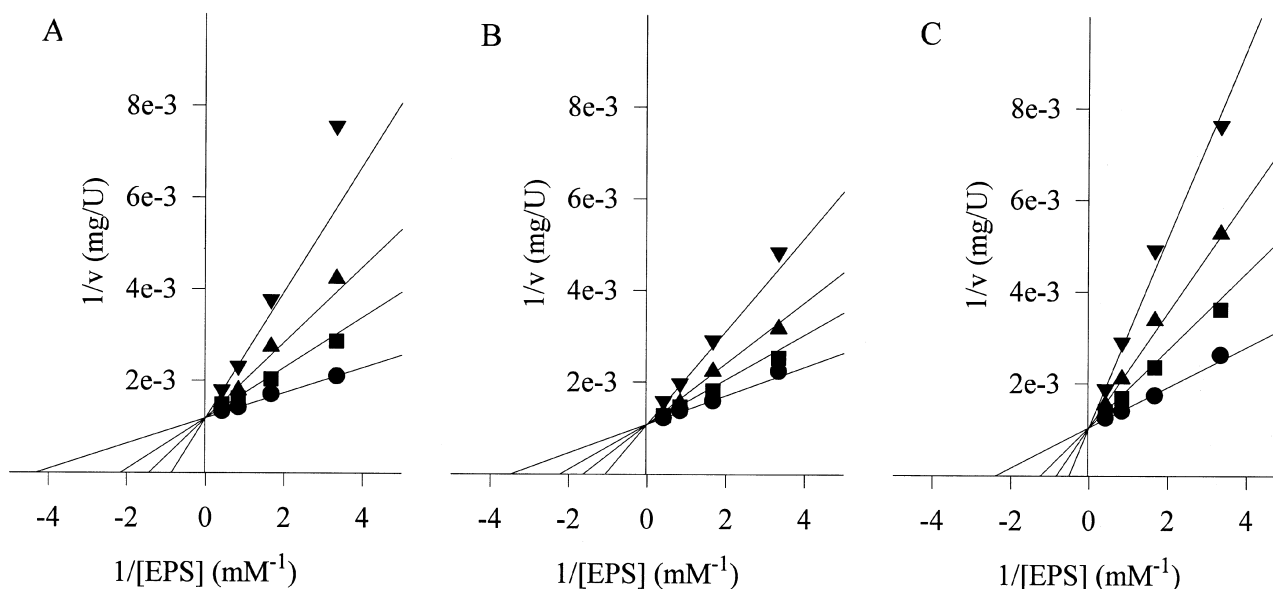 A
8e-3
6e-3
4e-3
2e-3
1/v (mg/U)
-4 -2 0 2 4
1/[EPS] (mM⁻¹)
B
8e-3
6e-3
4e-3
2e-3
1/v (mg/U)
-4 -2 0 2 4
1/[EPS] (mM⁻¹)
C
8e-3
6e-3
4e-3
2e-3
1/v (mg/U)
-4 -2 0 2 4
1/[EPS] (mM⁻¹)